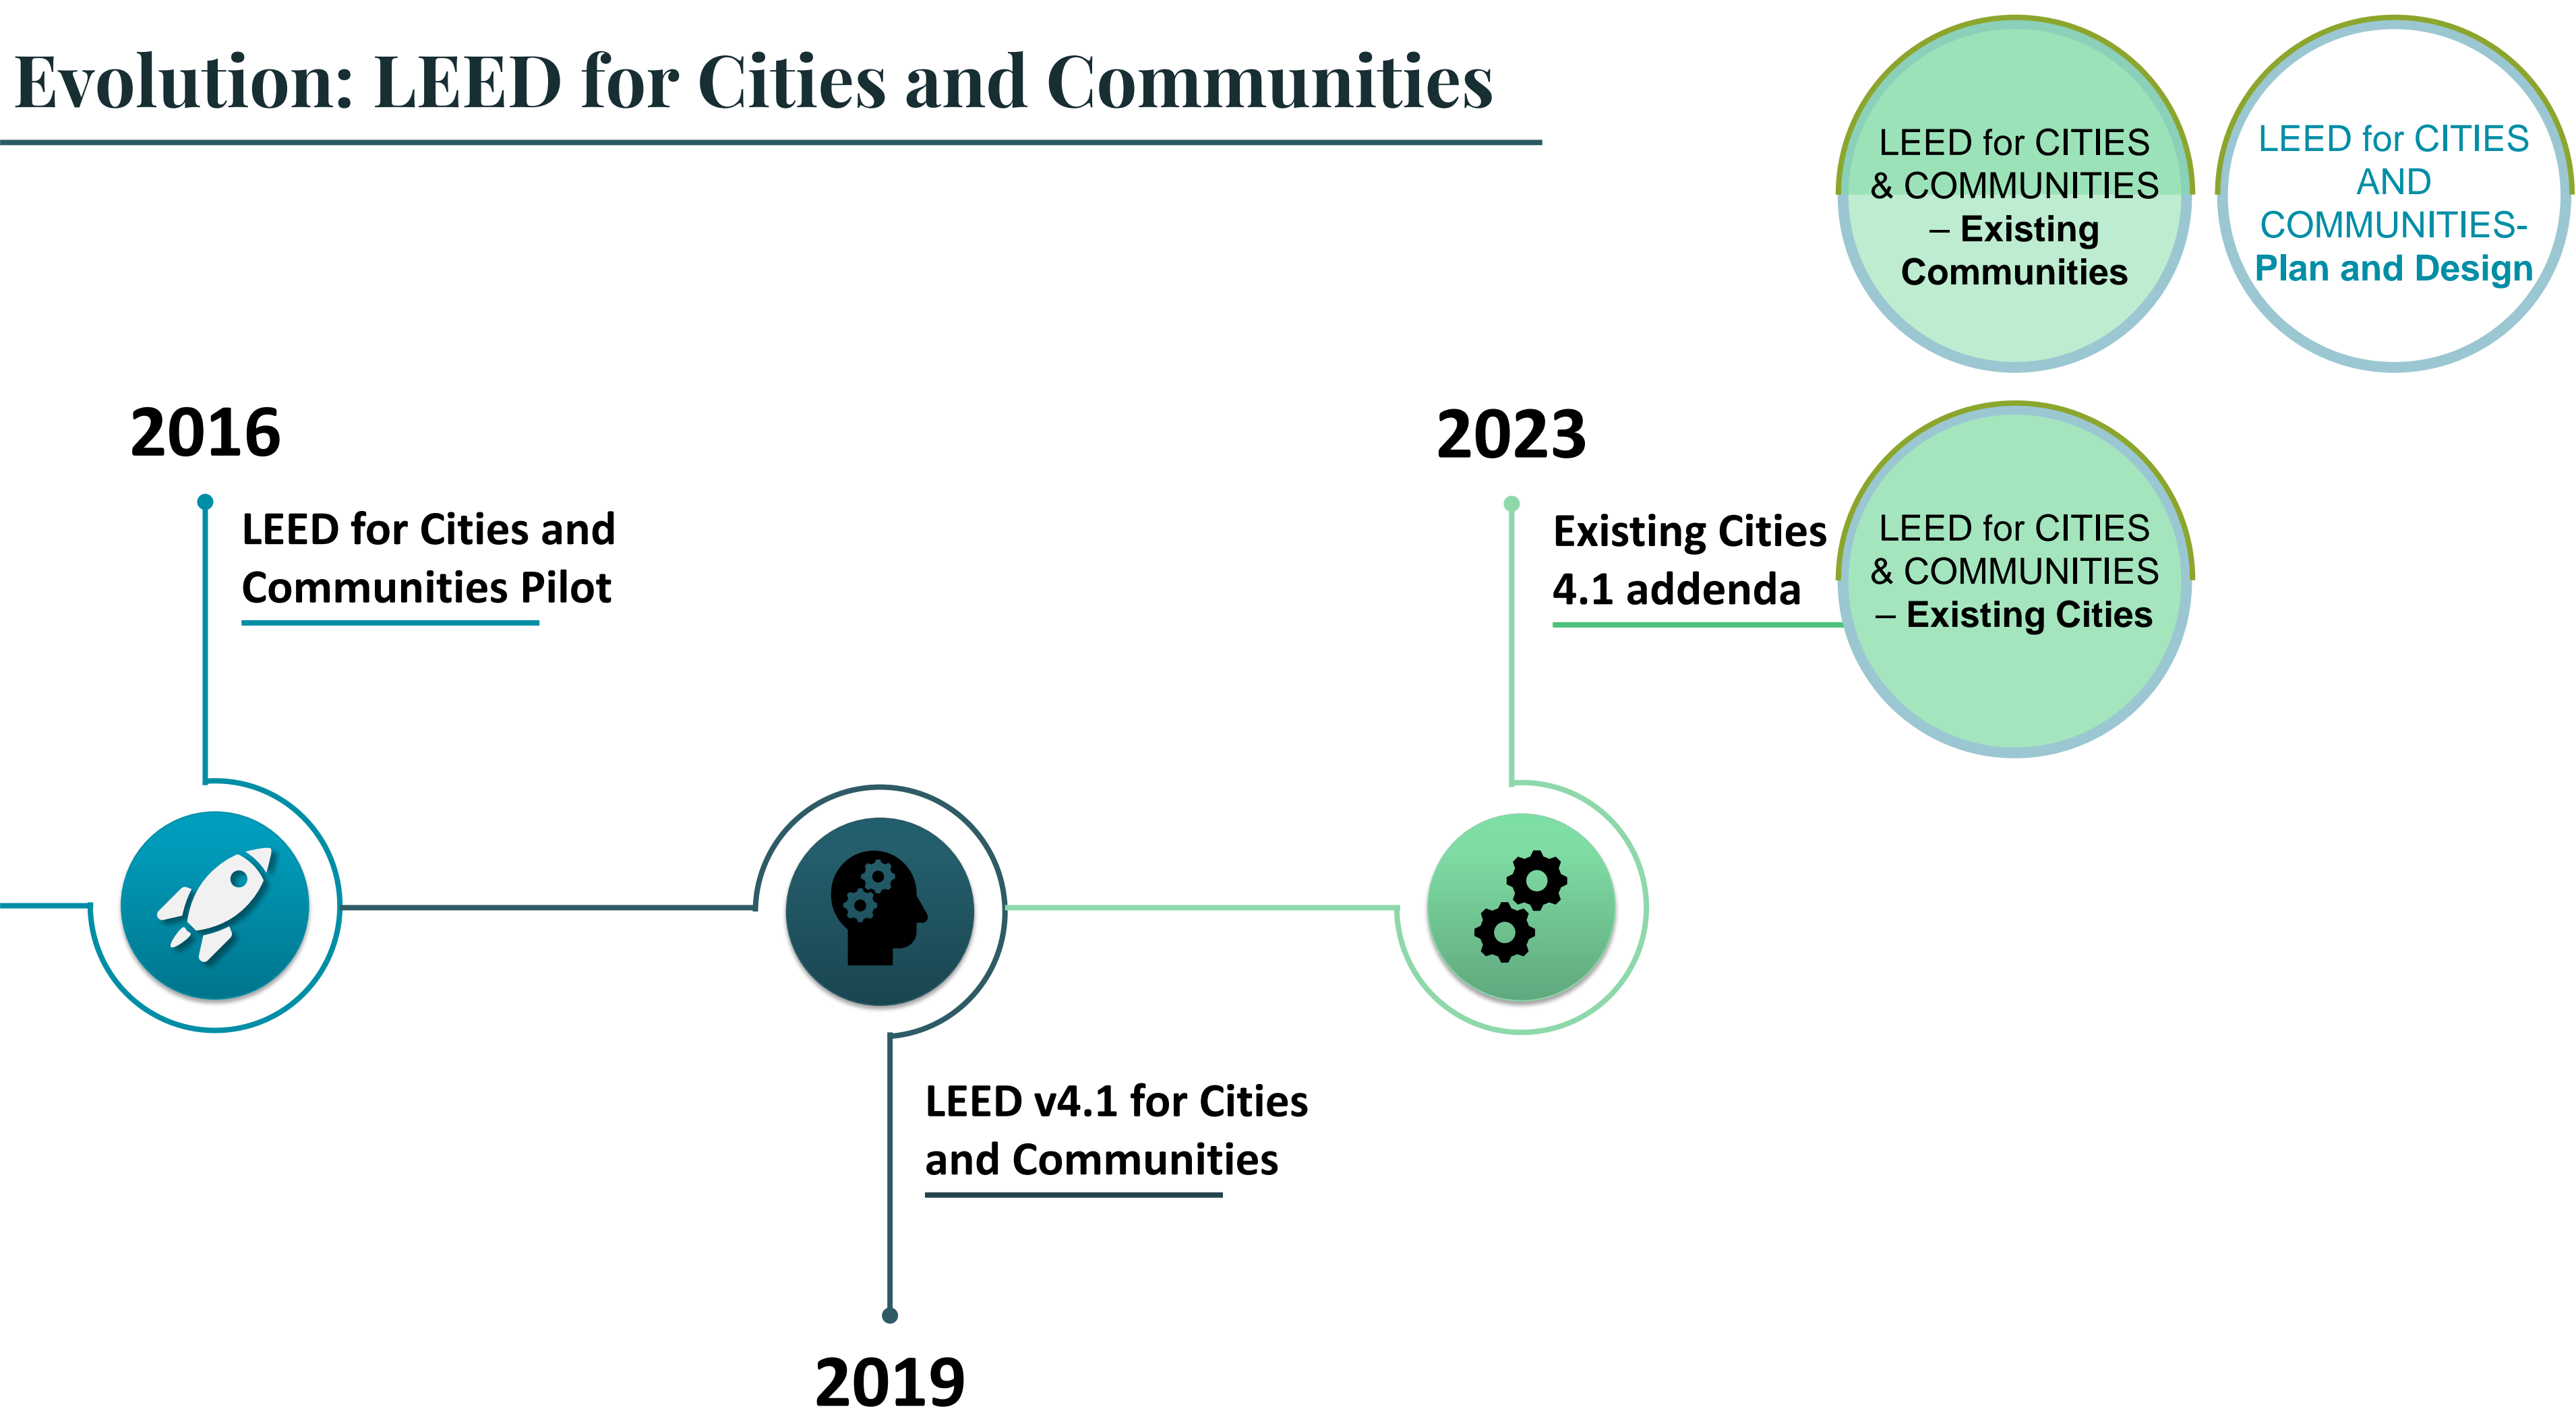 Evolution: LEED for Cities and Communities
LEED for CITIES
& COMMUNITIES
– Existing
Communities
LEED for CITIES
AND
COMMUNITIES-
Plan and Design
2016
LEED for Cities and
Communities Pilot
2023
Existing Cities
4.1 addenda
LEED for CITIES
& COMMUNITIES
– Existing Cities
LEED v4.1 for Cities
and Communities
2019